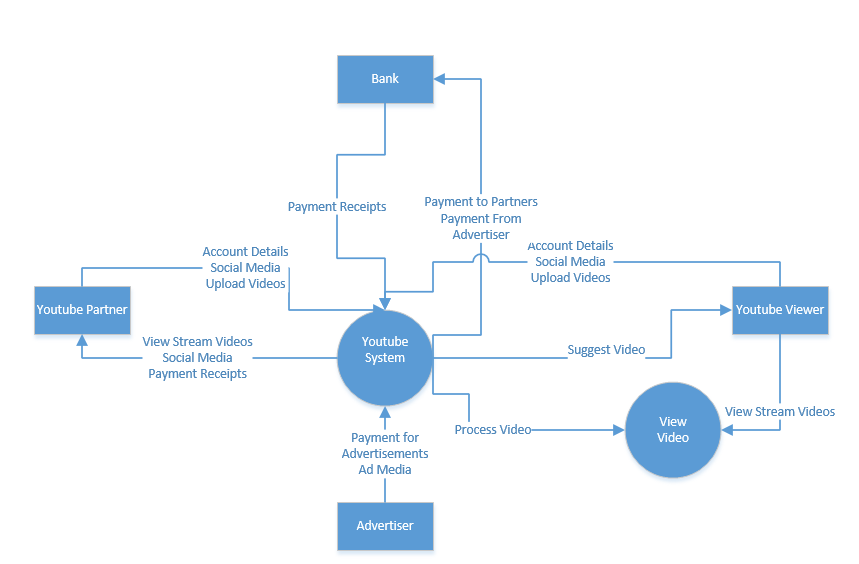 Bank
Payment Receipts
Payment to Partners
Payment From
Advertiser
Account Details
Social Media
Upload Videos
Account Details
Social Media
Upload Videos
Youtube Partner
Youtube Viewer
Youtube
System
View Stream Videos
Social Media
Payment Receipts
Suggest Video
View Stream Videos
View
Video
Process Video
Payment for
Advertisements
Ad Media
Advertiser